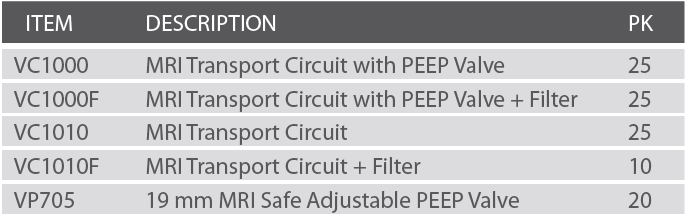 ITEM DESCRIPTION PK
VC1000 MRI Transport Circuit with PEEP Valve 25
VC1000F MRI Transport Circuit with PEEP Valve + Filter 25
VC1010 MRI Transport Circuit 25
VC1010F MRI Transport Circuit + Filter 10
VP705 19 mm MRI Safe Adjustable PEEP Valve 20